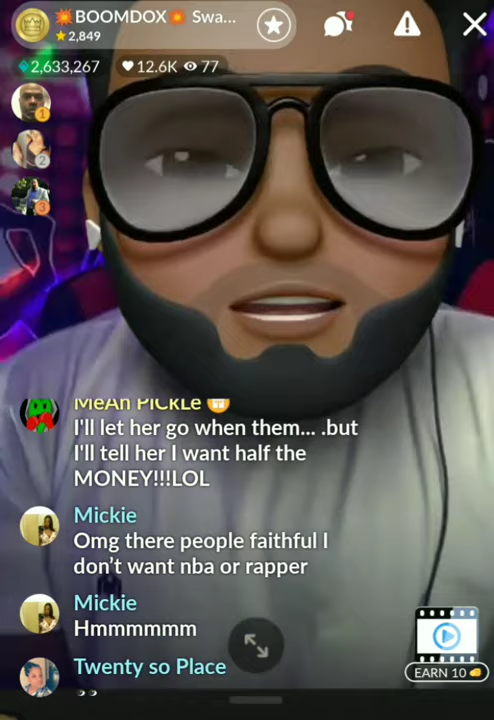 💥BOOMDOX💥 Swa...
★2,849
2,633,267 12.6K 77
1
2
3
MeAn PiCKLe
I'll let her go when them... .but
I'll tell her I want half the
MONEY!!!LOL
Mickie
Omg there people faithful I
don't want nba or rapper
Mickie
Hmmmmmm
Twenty so Place
EARN 10